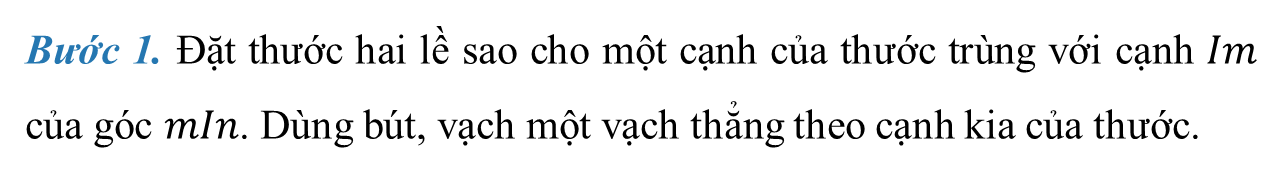 Bước 1. Đặt thước hai lề sao cho một cạnh của thước trùng với cạnh Im
của góc mIn. Dùng bút, vạch một vạch thẳng theo cạnh kia của thước.